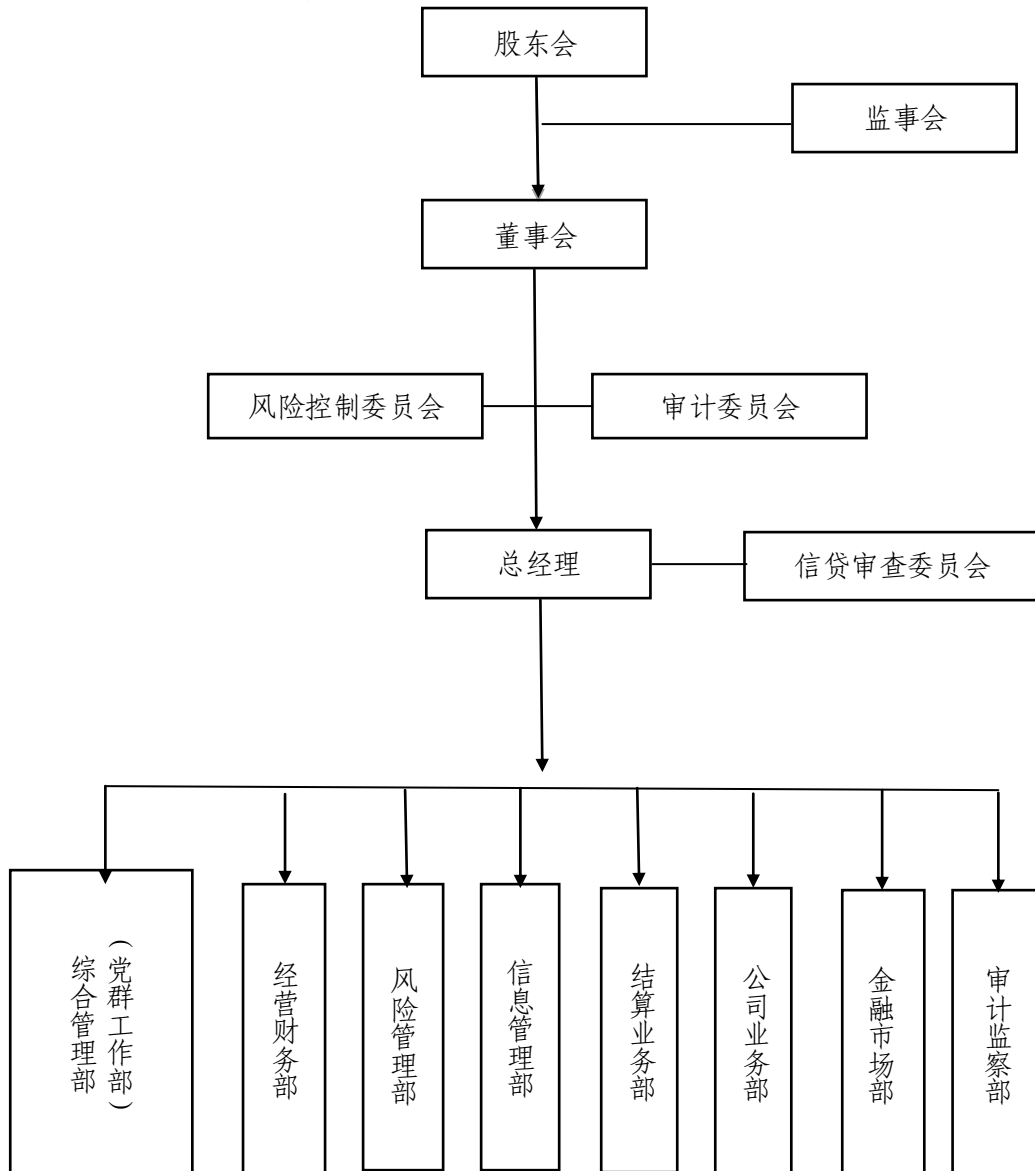 股东会
监事会
董事会
风险控制委员会
审计委员会
总经理
信贷审查委员会
综合管理部
（党群工作部）
经营财务部
风险管理部
信息管理部
结算业务部
公司业务部
金融市场部
审计监察部